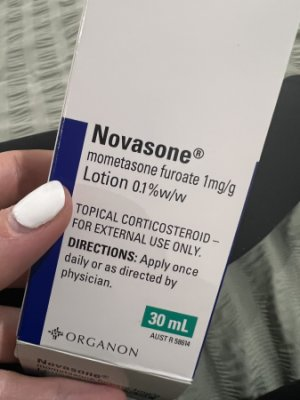 Novasone®
mometasone furoate 1mg/g
Lotion 0.1%w/w
TOPICAL CORTICOSTEROID –
FOR EXTERNAL USE ONLY.
DIRECTIONS: Apply once
daily or as directed by
physician.
30 mL
AUST R 58614
ORGANON
Novasone®